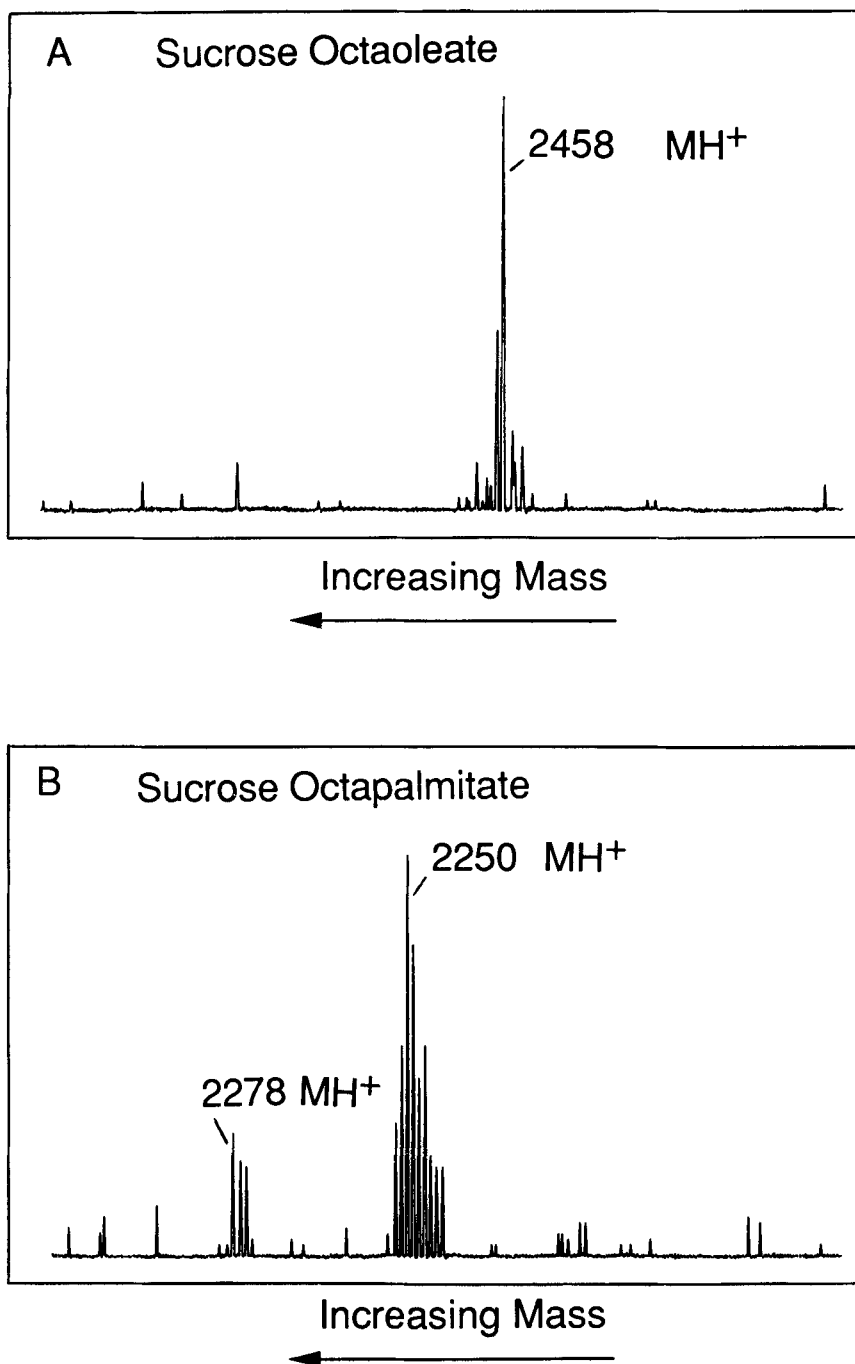 A Sucrose Octaoleate
2458 MH+
Increasing Mass
B Sucrose Octapalmitate
2250 MH+
2278 MH+
Increasing Mass